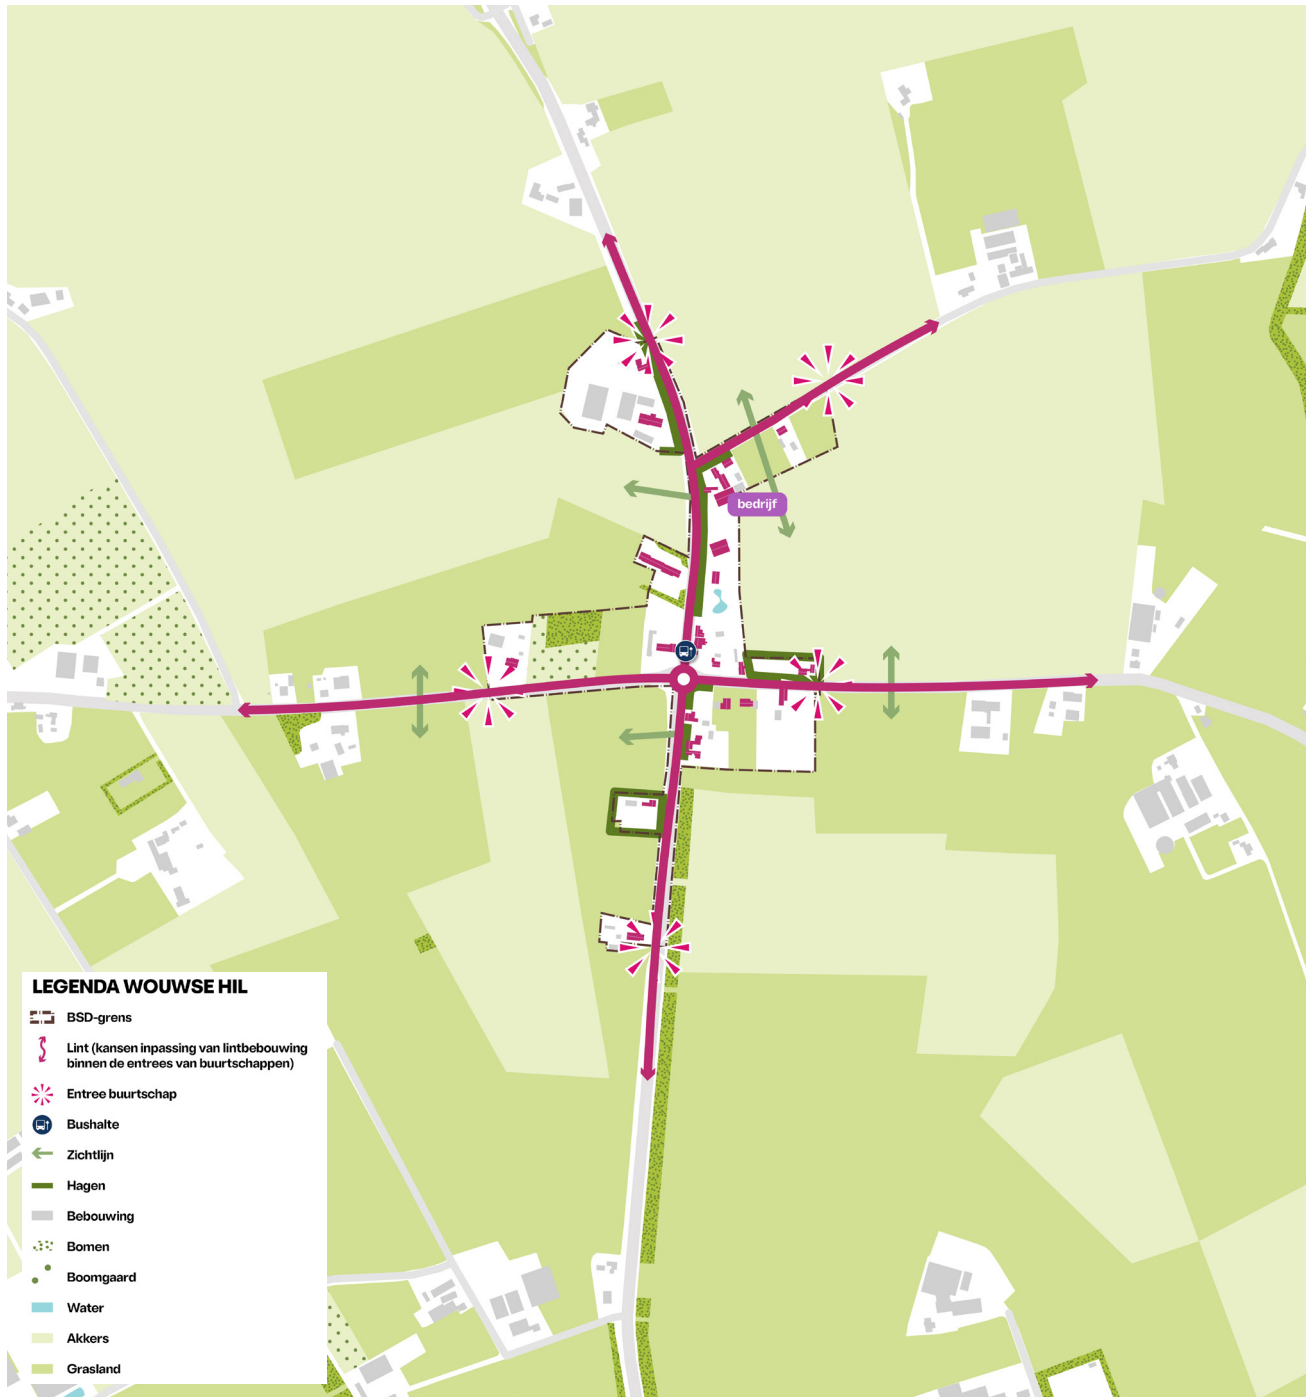 bedrijf
LEGENDA WOUWSE HIL
BSD-grens
Lint (kansen inpassing van lintbebouwing
binnen de entrees van buurtschappen)
Entree buurtschap
Bushalte
Zichtlijn
Hagen
Bebouwing
Bomen
Boomgaard
Water
Akkers
Grasland